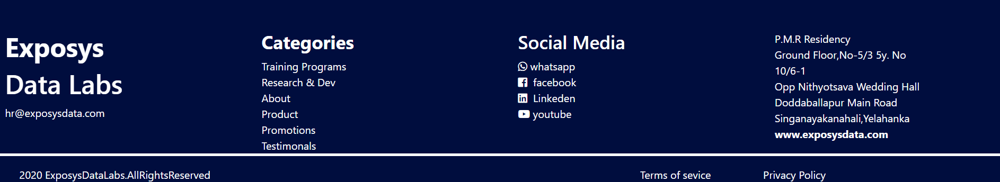 Exposys
Data Labs
hr@exposysdata.com
Categories
Training Programs
Research & Dev
About
Product
Promotions
Testimonals
Social Media
whatsapp
facebook
Linkeden
youtube
P.M.R Residency
Ground Floor,No-5/3 5y. No
10/6-1
Opp Nithyotsava Wedding Hall
Doddaballapur Main Road
Singanayakanahali,Yelahanka
www.exposysdata.com
2020 ExposysDataLabs.AllRightsReserved
Terms of sevice
Privacy Policy